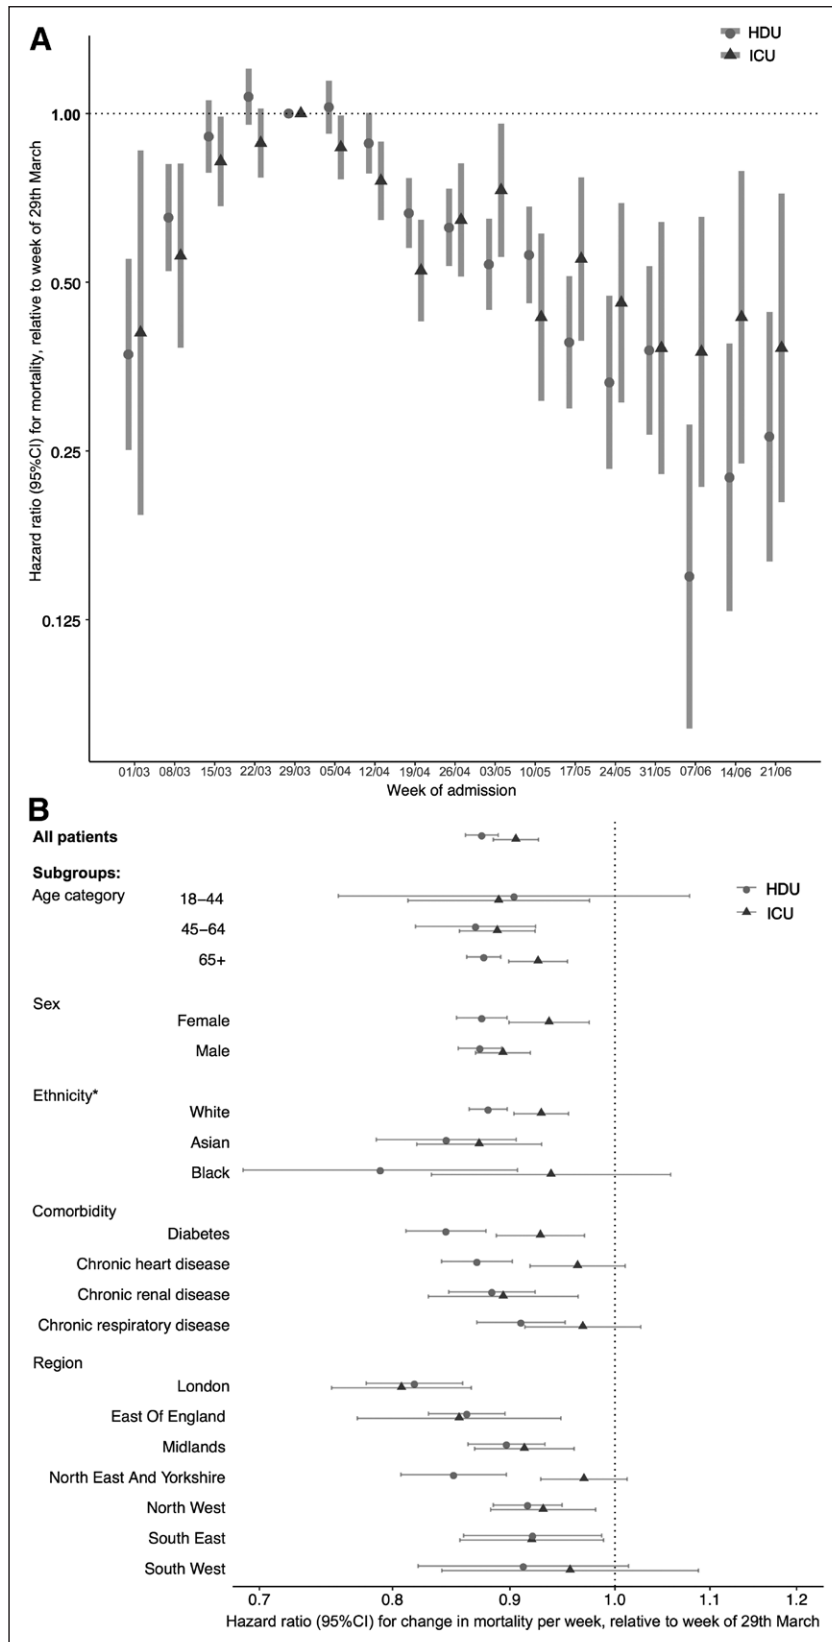 A
HDU
ICU
Hazard ratio (95%CI) for mortality, relative to week of 29th March
1.00
0.50
0.25
0.125
01/03 08/03 15/03 22/03 29/03 05/04 12/04 19/04 26/04 03/05 10/05 17/05 24/05 31/05 07/06 14/06 21/06
Week of admission
B
All patients
Subgroups:
HDU
ICU
Age category
18–44
45–64
65+
Sex
Female
Male
Ethnicity*
White
Asian
Black
Comorbidity
Diabetes
Chronic heart disease
Chronic renal disease
Chronic respiratory disease
Region
London
East Of England
Midlands
North East And Yorkshire
North West
South East
South West
0.7 0.8 0.9 1.0 1.1 1.2
Hazard ratio (95%CI) for change in mortality per week, relative to week of 29th March